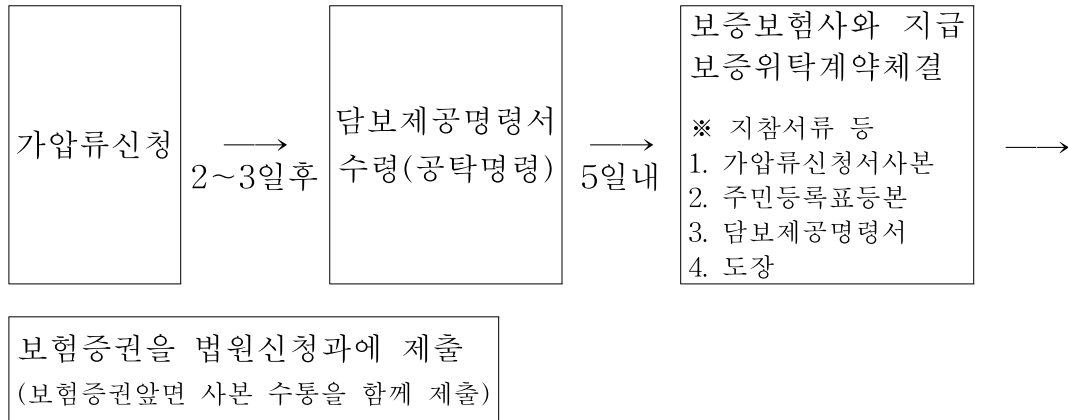 가압류신청
⟶
2~3일후
담보제공명령서
수령(공탁명령)
⟶
5일내
보증보험사와 지급
보증위탁계약체결
※ 지참서류 등
1. 가압류신청서사본
2. 주민등록표등본
3. 담보제공명령서
4. 도장
⟶
보험증권을 법원신청과에 제출
(보험증권앞면 사본 수통을 함께 제출)